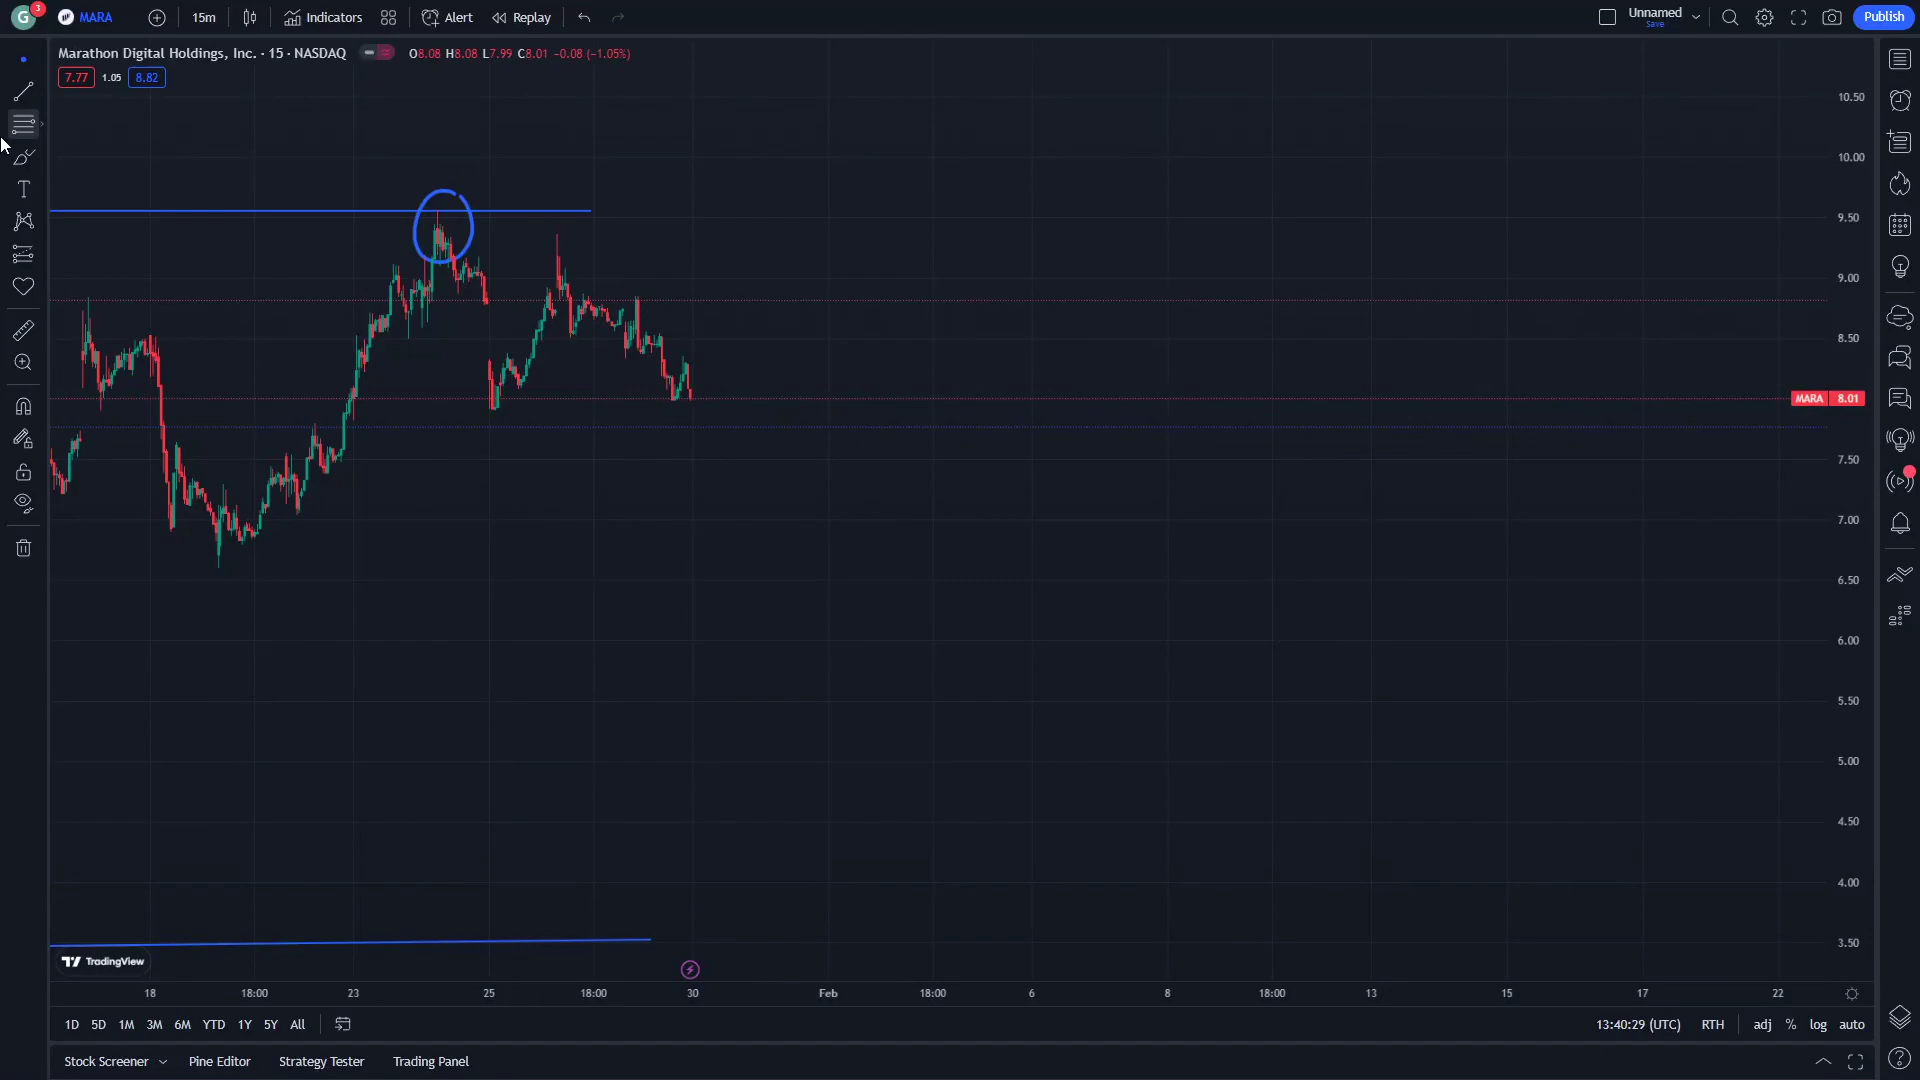 G 3 MARA 15m Indicators Alert Replay Unnamed Save Publish
Marathon Digital Holdings, Inc. · 15 · NASDAQ O8.08 H8.08 L7.99 C8.01 −0.08 (−1.05%)
7.77 1.05 8.82
10.50
10.00
9.50
9.00
8.50
MARA 8.01
7.50
7.00
6.50
6.00
5.50
5.00
4.50
4.00
3.50
TradingView
18 18:00 23 25 18:00 30 Feb 18:00 6 8 18:00 13 15 17 22
1D 5D 1M 3M 6M YTD 1Y 5Y All 13:40:29 (UTC) RTH adj % log auto
Stock Screener Pine Editor Strategy Tester Trading Panel